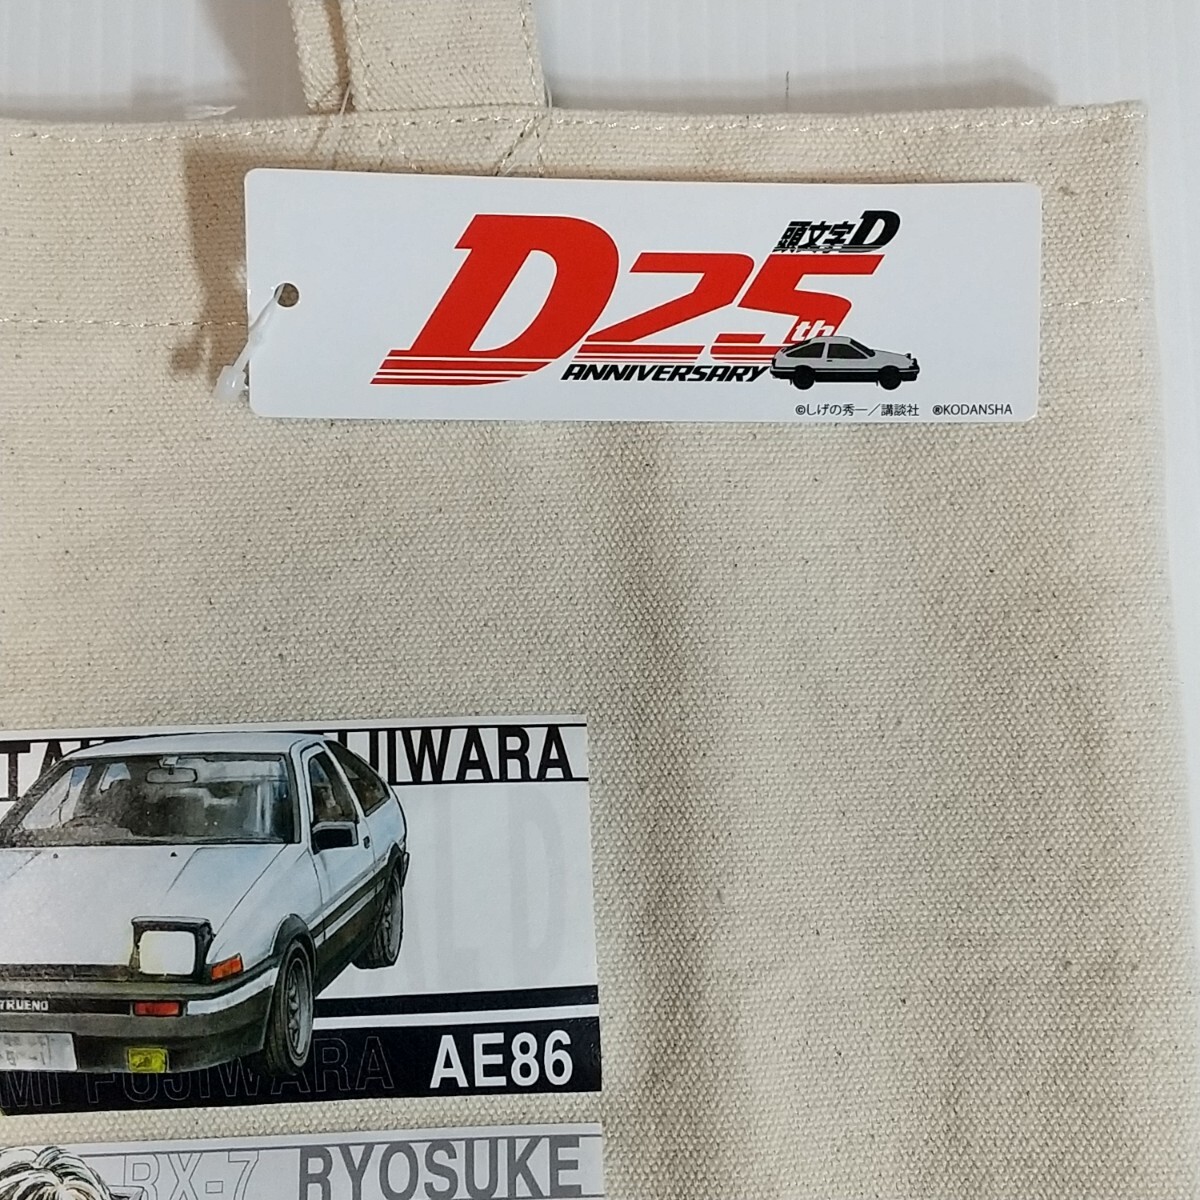 頭文字D
D25th
ANNIVERSARY
©しげの秀一／講談社 ®KODANSHA
FUJIWARA
TRUENO
FUJIWARA AE86
RX-7 RYOSUKE